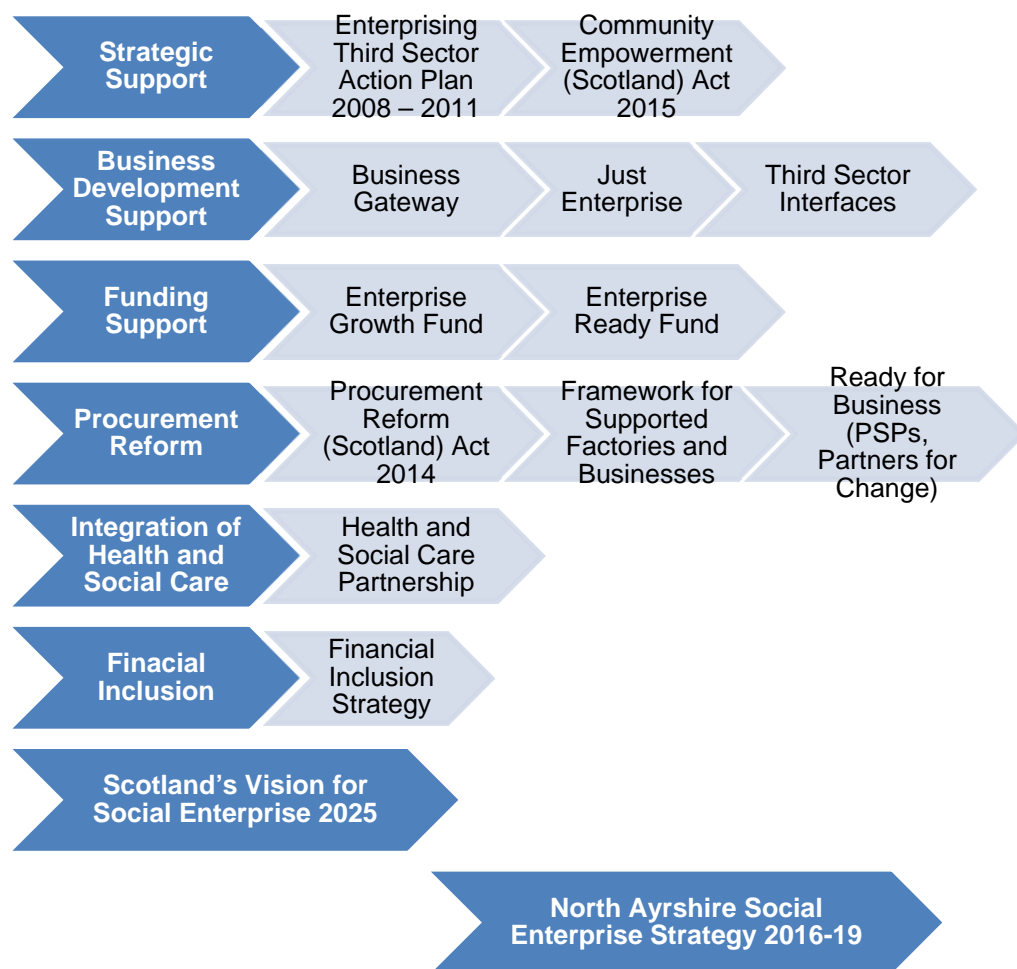 Strategic
Support
Enterprising
Third Sector
Action Plan
2008 – 2011
Community
Empowerment
(Scotland) Act
2015
Business
Development
Support
Business
Gateway
Just
Enterprise
Third Sector
Interfaces
Funding
Support
Enterprise
Growth Fund
Enterprise
Ready Fund
Procurement
Reform
Procurement
Reform
(Scotland) Act
2014
Framework for
Supported
Factories and
Businesses
Ready for
Business
(PSPs,
Partners for
Change)
Integration of
Health and
Social Care
Health and
Social Care
Partnership
Finacial
Inclusion
Financial
Inclusion
Strategy
Scotland’s Vision for
Social Enterprise 2025
North Ayrshire Social
Enterprise Strategy 2016-19